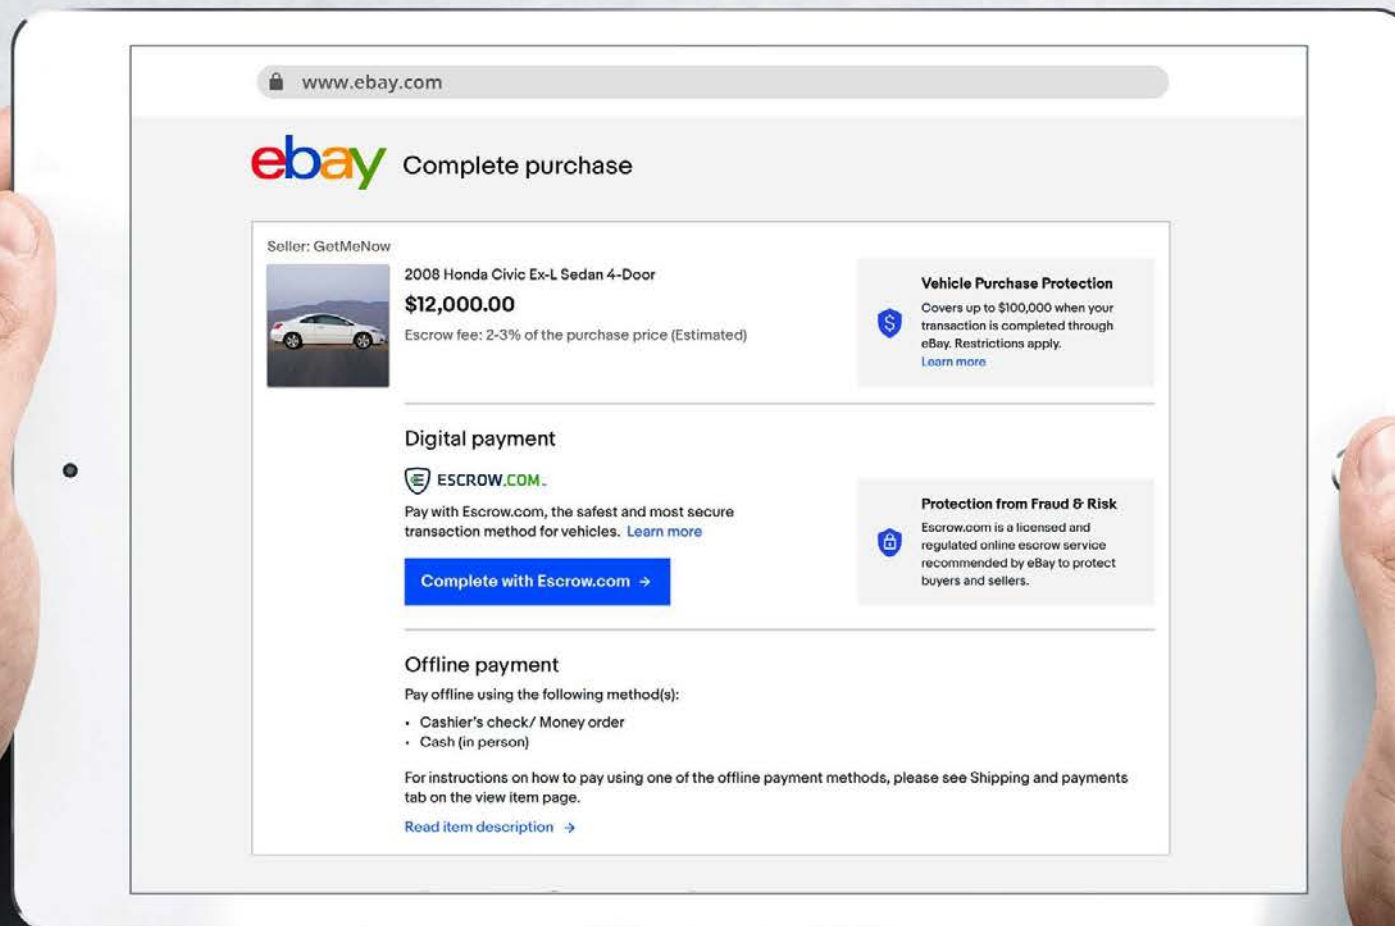 www.ebay.com
ebay Complete purchase
Seller: GetMeNow
2008 Honda Civic Ex-L Sedan 4-Door
$12,000.00
Escrow fee: 2-3% of the purchase price (Estimated)
Vehicle Purchase Protection
Covers up to $100,000 when your
transaction is completed through
eBay. Restrictions apply.
Learn more
Digital payment
ESCROW.COM
Pay with Escrow.com, the safest and most secure
transaction method for vehicles. Learn more
Complete with Escrow.com →
Protection from Fraud & Risk
Escrow.com is a licensed and
regulated online escrow service
recommended by eBay to protect
buyers and sellers.
Offline payment
Pay offline using the following method(s):
• Cashier's check/ Money order
• Cash (in person)
For instructions on how to pay using one of the offline payment methods, please see Shipping and payments
tab on the view item page.
Read item description →